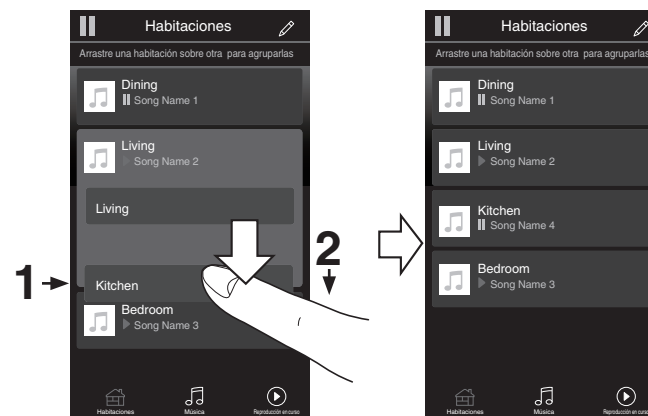 Habitaciones
Arrastre una habitación sobre otra para agruparlas
Dining
Song Name 1
Living
Song Name 2
Living
Kitchen
Bedroom
Song Name 3
1
2
Habitaciones Música Reproducción en curso
Habitaciones
Arrastre una habitación sobre otra para agruparlas
Dining
Song Name 1
Living
Song Name 2
Kitchen
Song Name 4
Bedroom
Song Name 3
Habitaciones Música Reproducción en curso